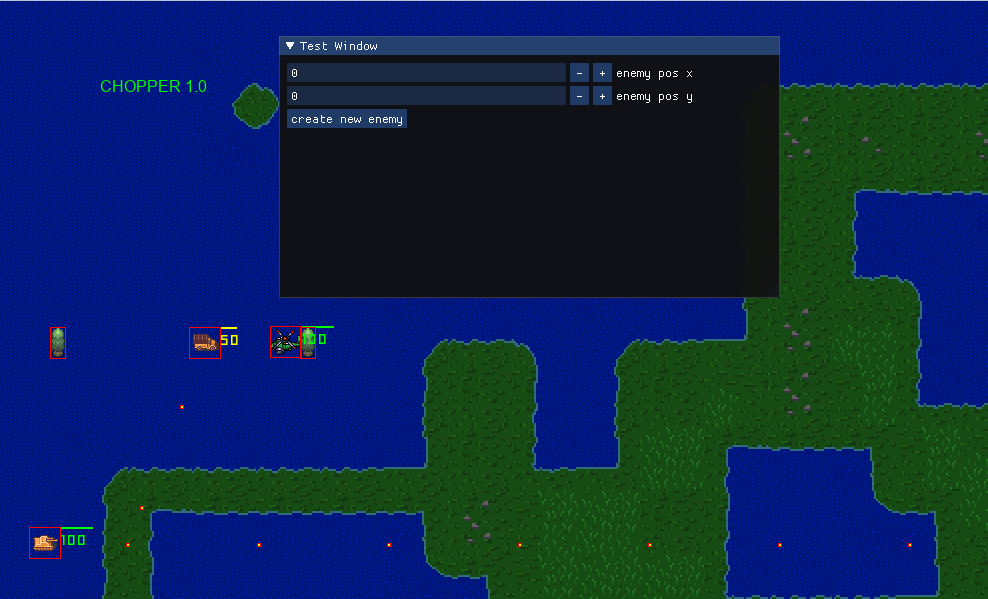 Test Window
0 - + enemy pos x
CHOPPER 1.0
0 - + enemy pos y
create new enemy
50
100
100